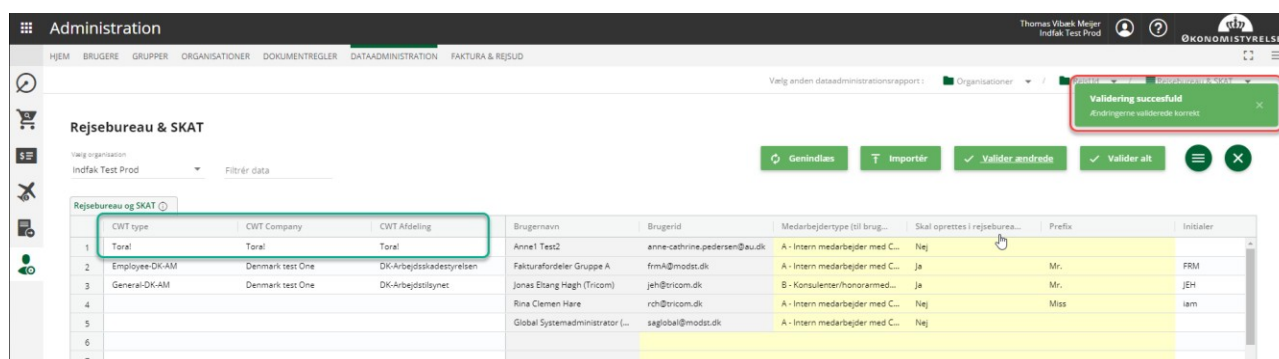 Administration
Thomas Vibæk Meijer
Indfak Test Prod
ØKONOMISTYRELSE
HJEM BRUGERE GRUPPER ORGANISATIONER DOKUMENTREGLER DATAADMINISTRATION FAKTURA & REJSUD
Vælg anden dataadministrationsrapport i : Organisationer / / Rejsebureau & SKAT
Validering succesfuld
Ændringerne validerede korrekt
Rejsebureau & SKAT
Vælg organisation
Indfak Test Prod Filtrér data
Genindlæs Importér Valider ændrede Valider alt
Rejsebureau og SKAT
CWT type CWT Company CWT Afdeling Brugernavn Brugerid Medarbejdertype (til brug... Skal oprettes i rejseburea... Prefix Initialer
1 Tora! Tora! Tora! Anne1 Test2 anne-cathrine.pedersen@au.dk A - Intern medarbejder med C... Nej
2 Employee-DK-AM Denmark test One DK-Arbejdsskadestyrelsen Fakturafordeler Gruppe A frmA@modst.dk A - Intern medarbejder med C... Ja Mr. FRM
3 General-DK-AM Denmark test One DK-Arbejdstilsynet Jonas Eltang Høgh (Tricom) jeh@tricom.dk B - Konsulenter/honorarmed... Ja Mr. JEH
4 Rina Clemen Hare rch@tricom.dk A - Intern medarbejder med C... Nej Miss iam
5 Global Systemadministrator (... saglobal@modst.dk A - Intern medarbejder med C... Nej
6